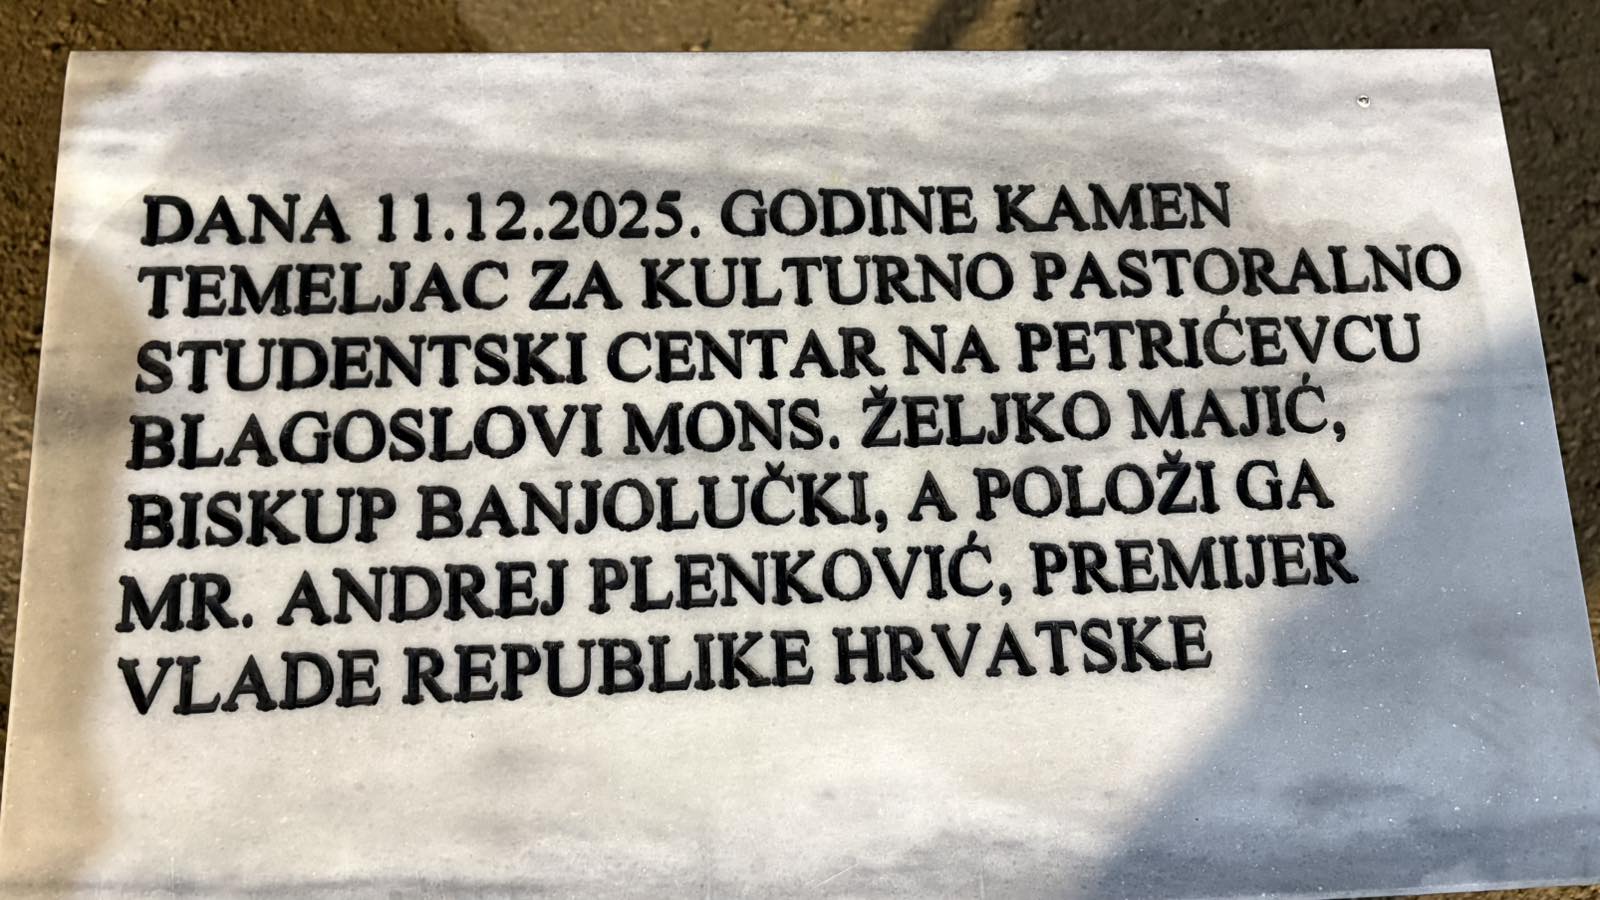 DANA 11.12.2025. GODINE KAMEN
TEMELJAC ZA KULTURNO PASTORALNO
STUDENTSKI CENTAR NA PETRIĆEVCU
BLAGOSLOVI MONS. ŽELJKO MAJIĆ,
BISKUP BANJOLUČKI, A POLOŽI GA
MR. ANDREJ PLENKOVIĆ, PREMIJER
VLADE REPUBLIKE HRVATSKE